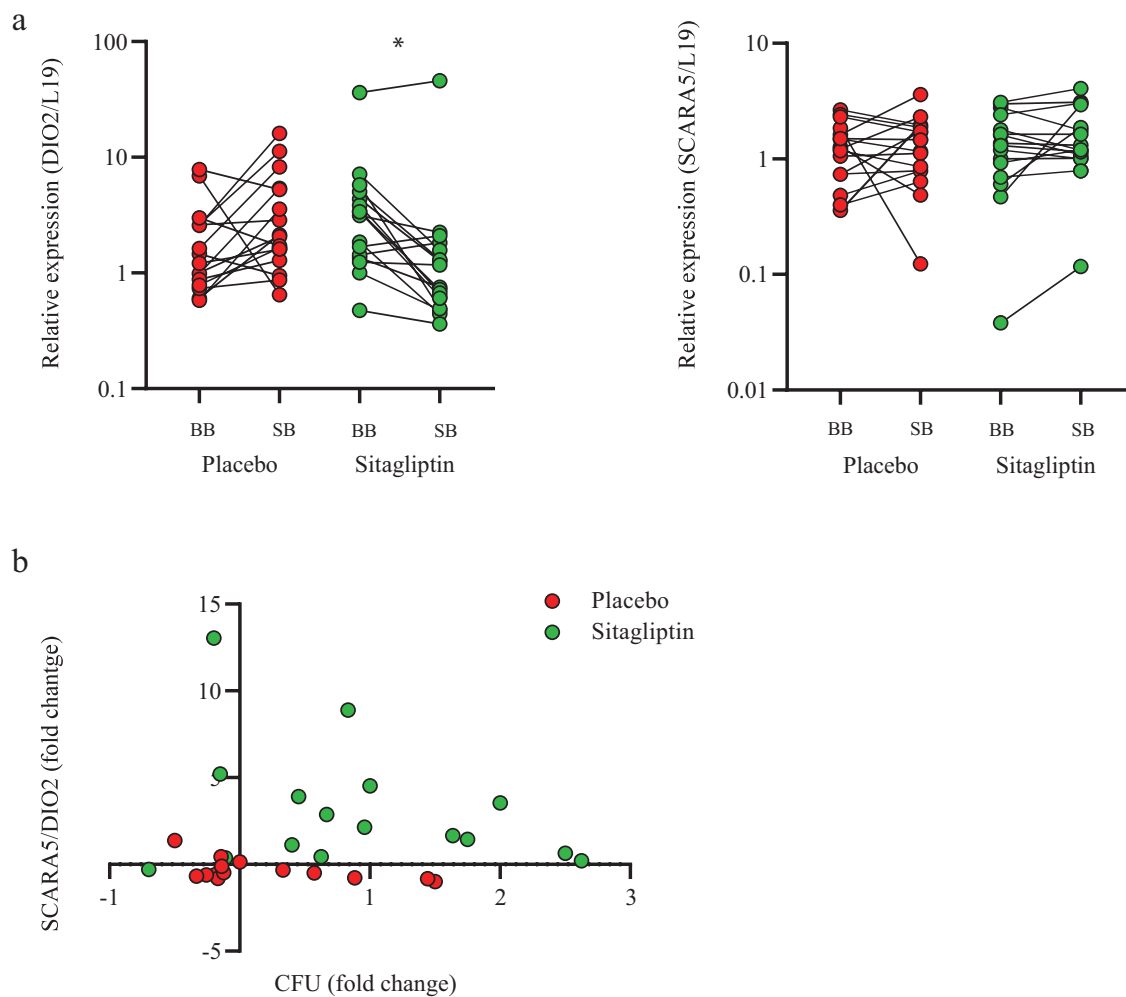 a
Relative expression (DIO2/L19)
100
10
1
0.1
*
BB
SB
BB
SB
Placebo
Sitagliptin
Relative expression (SCARA5/L19)
10
1
0.1
0.01
BB
SB
BB
SB
Placebo
Sitagliptin
b
SCARA5/DIO2 (fold chantge)
15
10
5
-5
-1
1
2
3
CFU (fold change)
Placebo
Sitagliptin